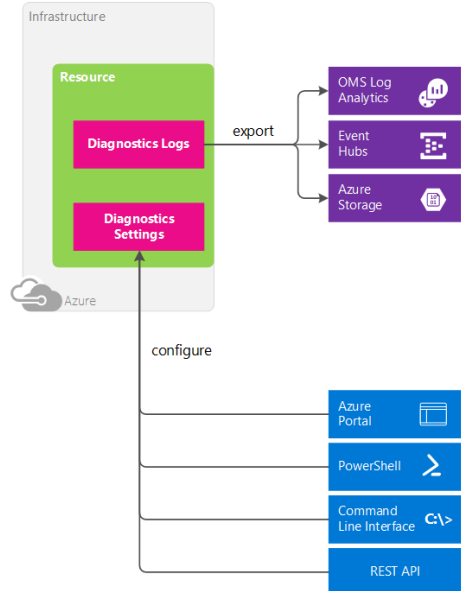 Infrastructure
Resource
Diagnostics Logs
export
OMS Log
Analytics
Event
Hubs
Azure
Storage
Diagnostics
Settings
Azure
configure
Azure
Portal
PowerShell
Command
Line Interface
C:\>
REST API